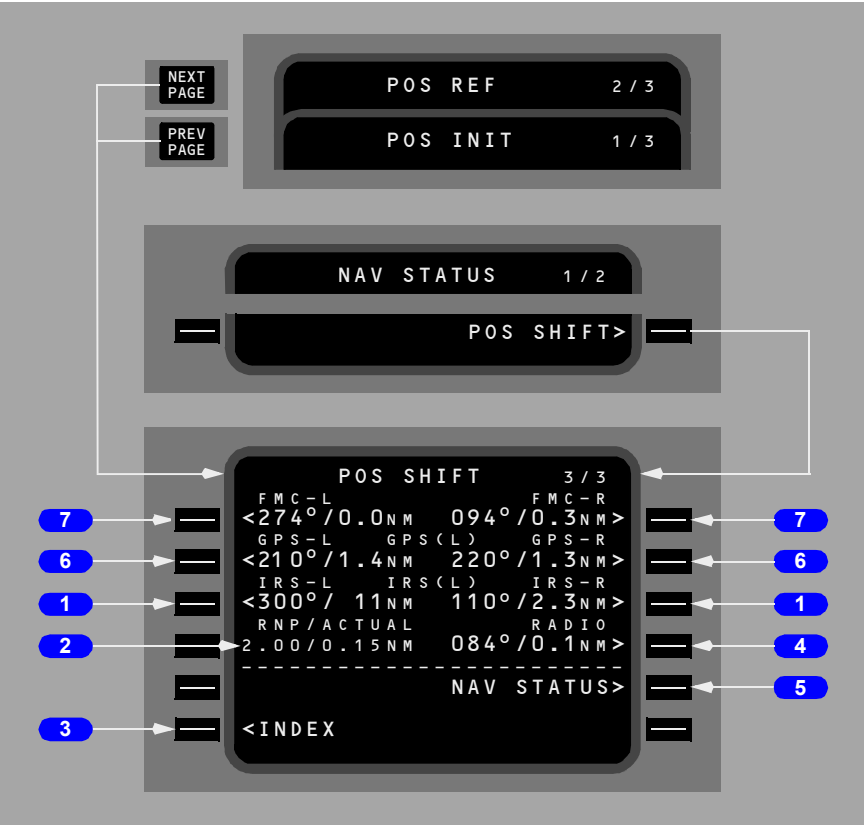 NEXT
PAGE
POS REF 2/3
PREV
PAGE
POS INIT 1/3
NAV STATUS 1/2
POS SHIFT>
POS SHIFT 3/3
FMC-L FMC-R
7 <274°/0.0NM 094°/0.3NM> 7
GPS-L GPS(L) GPS-R
6 <210°/1.4NM 220°/1.3NM> 6
IRS-L IRS(L) IRS-R
1 <300°/ 11NM 110°/2.3NM> 1
RNP/ACTUAL RADIO
2 2.00/0.15NM 084°/0.1NM> 4
------------------------
NAV STATUS> 5
3 <INDEX